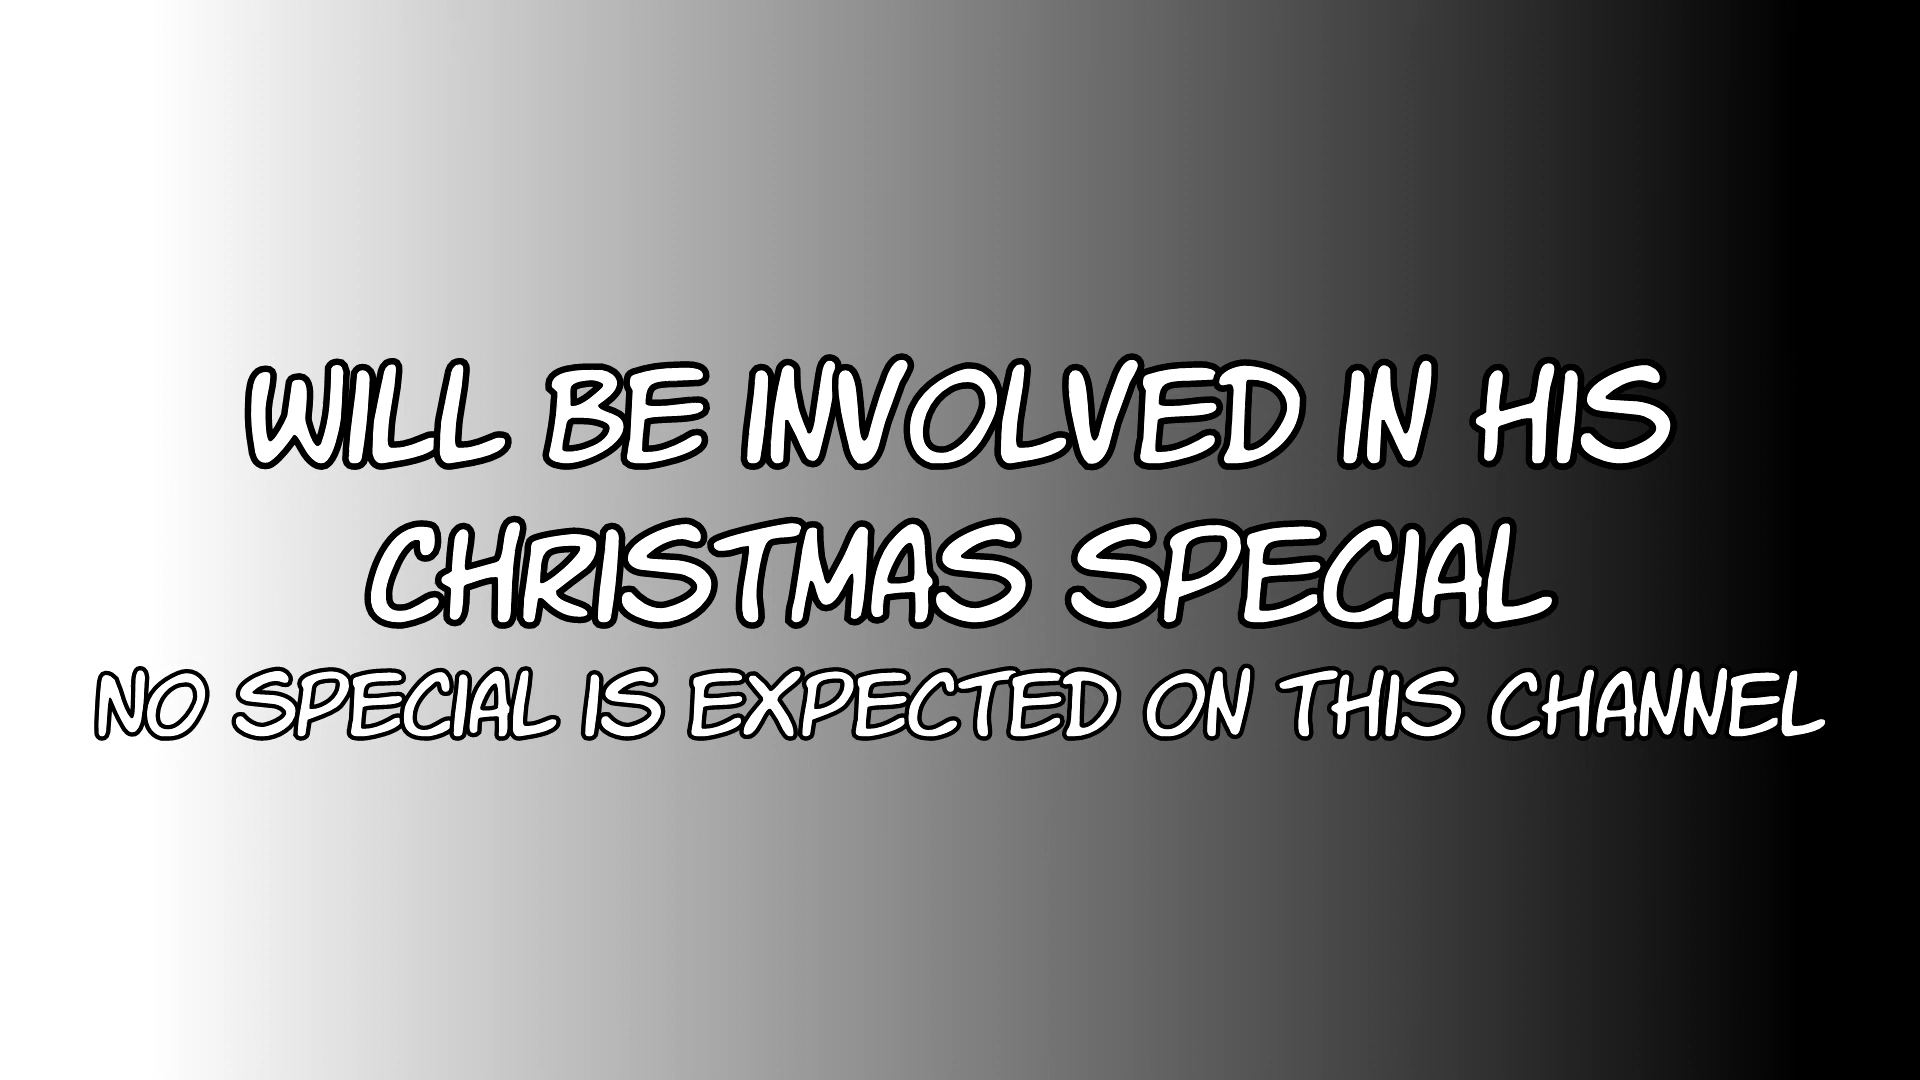 WILL BE INVOLVED IN HIS
CHRISTMAS SPECIAL
NO SPECIAL IS EXPECTED ON THIS CHANNEL